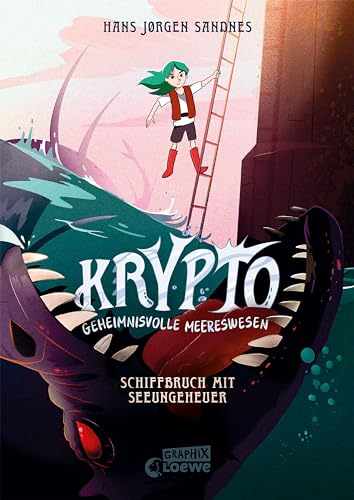 HANS JØRGEN SANDNES
KRYPTO
GEHEIMNISVOLLE MEERESWESEN
SCHIFFBRUCH MIT
SEEUNGEHEUER
GRAPHIX
Loewe